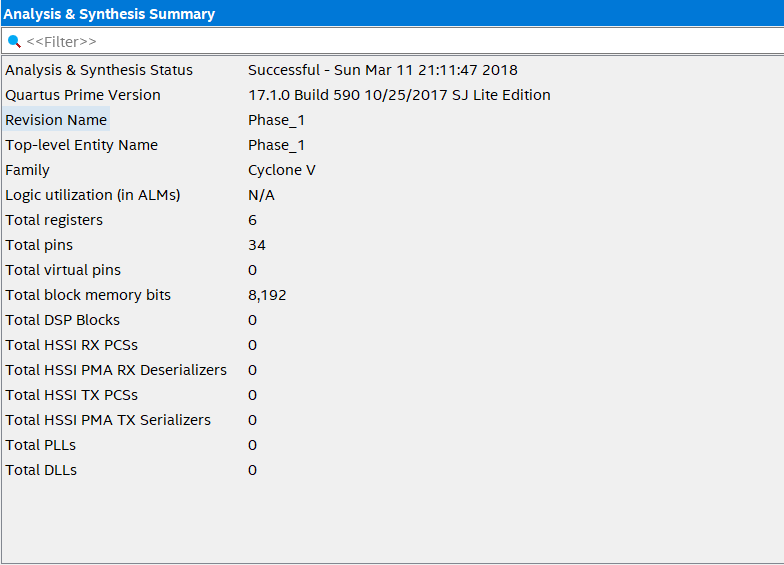 Analysis & Synthesis Summary
<<Filter>>
Analysis & Synthesis Status Successful - Sun Mar 11 21:11:47 2018
Quartus Prime Version 17.1.0 Build 590 10/25/2017 SJ Lite Edition
Revision Name Phase_1
Top-level Entity Name Phase_1
Family Cyclone V
Logic utilization (in ALMs) N/A
Total registers 6
Total pins 34
Total virtual pins 0
Total block memory bits 8,192
Total DSP Blocks 0
Total HSSI RX PCSs 0
Total HSSI PMA RX Deserializers 0
Total HSSI TX PCSs 0
Total HSSI PMA TX Serializers 0
Total PLLs 0
Total DLLs 0